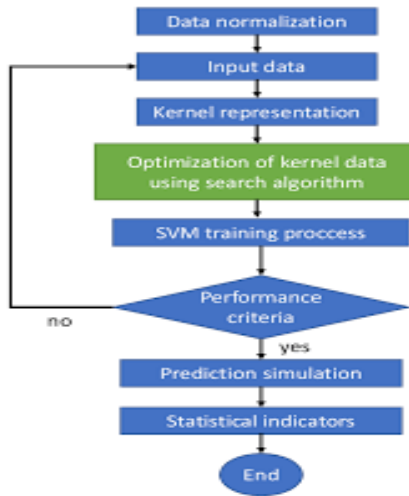 Data normalization
Input data
Kernel representation
Optimization of kernel data
using search algorithm
SVM training proccess
Performance
criteria
no
yes
Prediction simulation
Statistical indicators
End